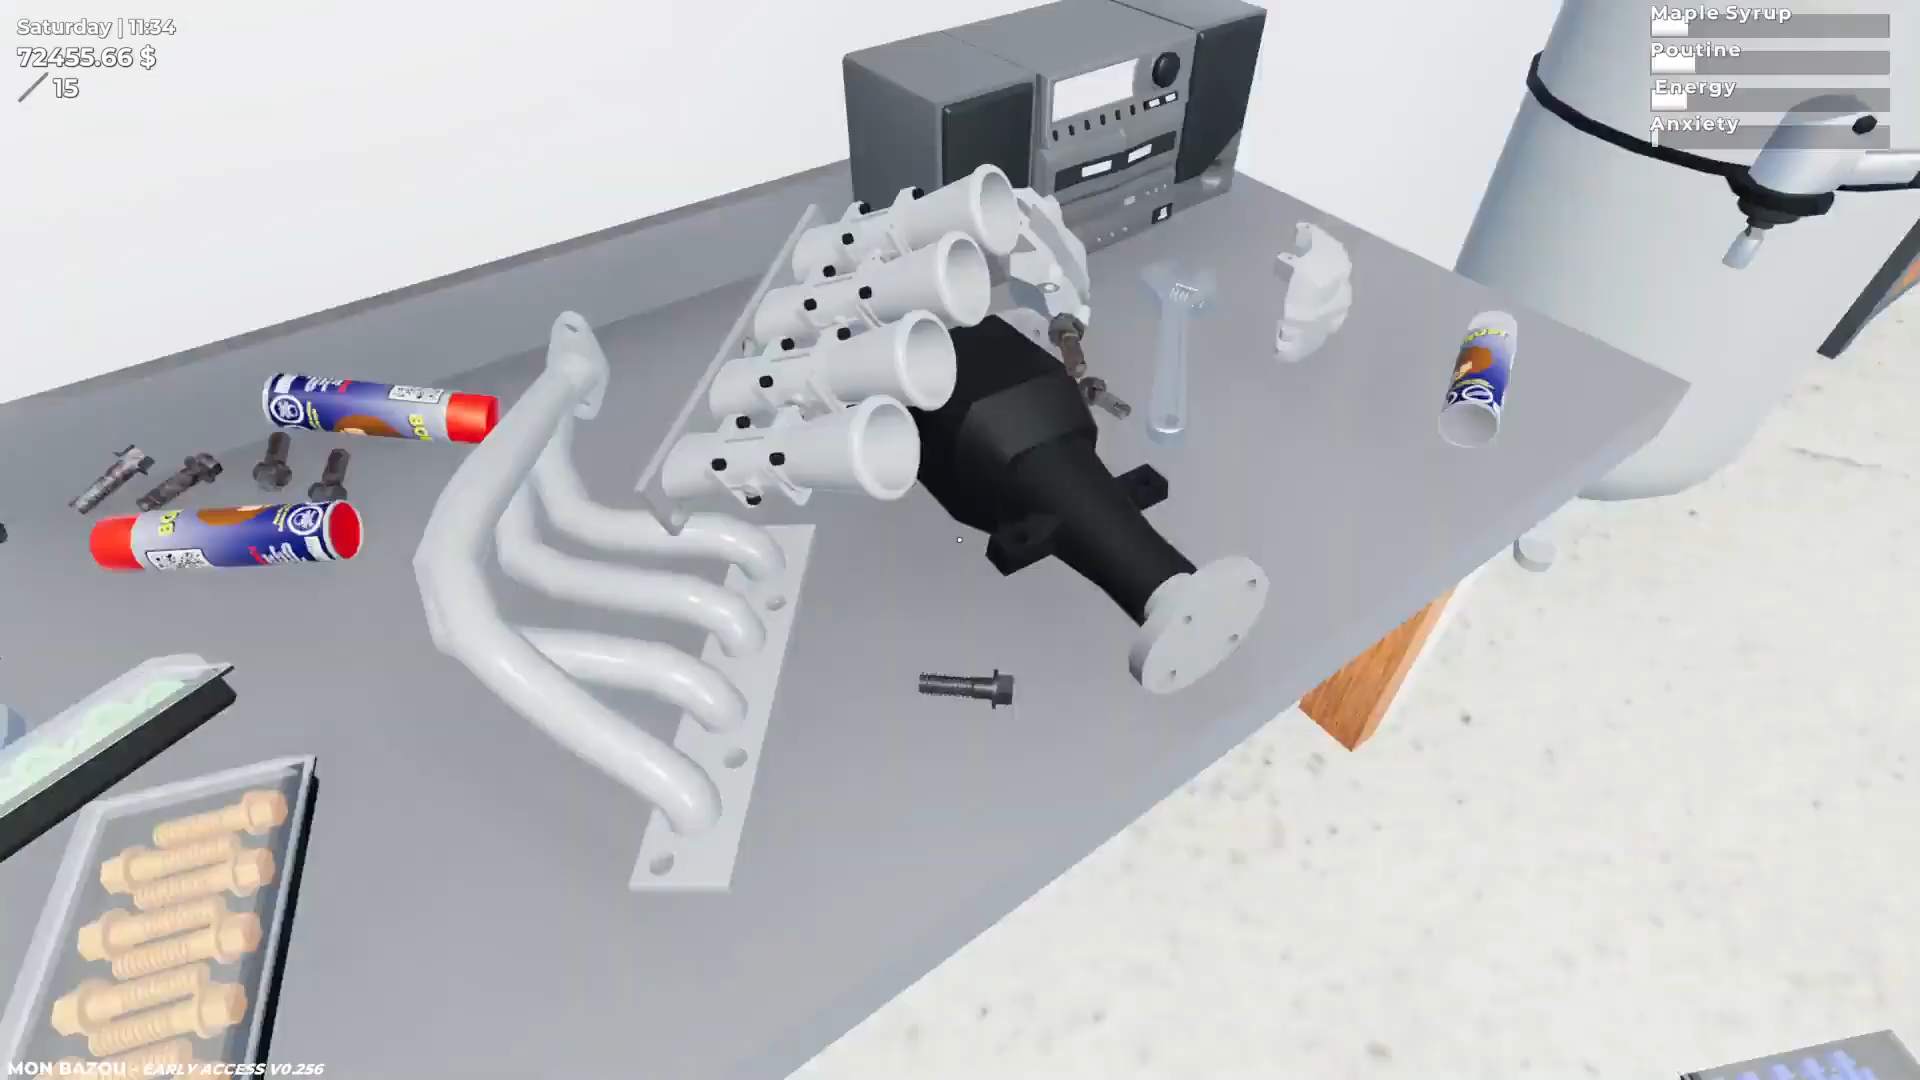 Saturday | 11:34
72455.66 $
15
Maple Syrup
Poutine
Energy
Anxiety
MON BAZOU - EARLY ACCESS V0.256